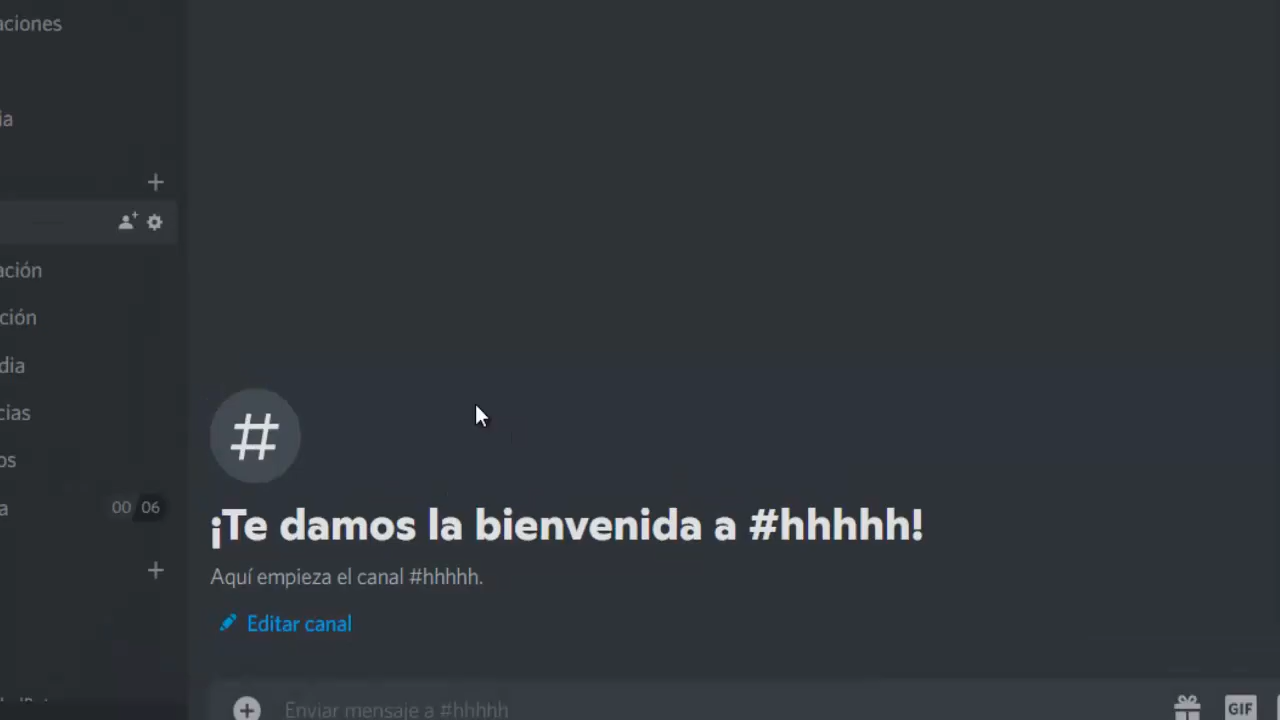 aciones
ia
ación
ción
dia
cias
os
a 00 06
#
¡Te damos la bienvenida a #hhhhh!
Aquí empieza el canal #hhhhh.
Editar canal
Enviar mensaje a #hhhhh
GIF